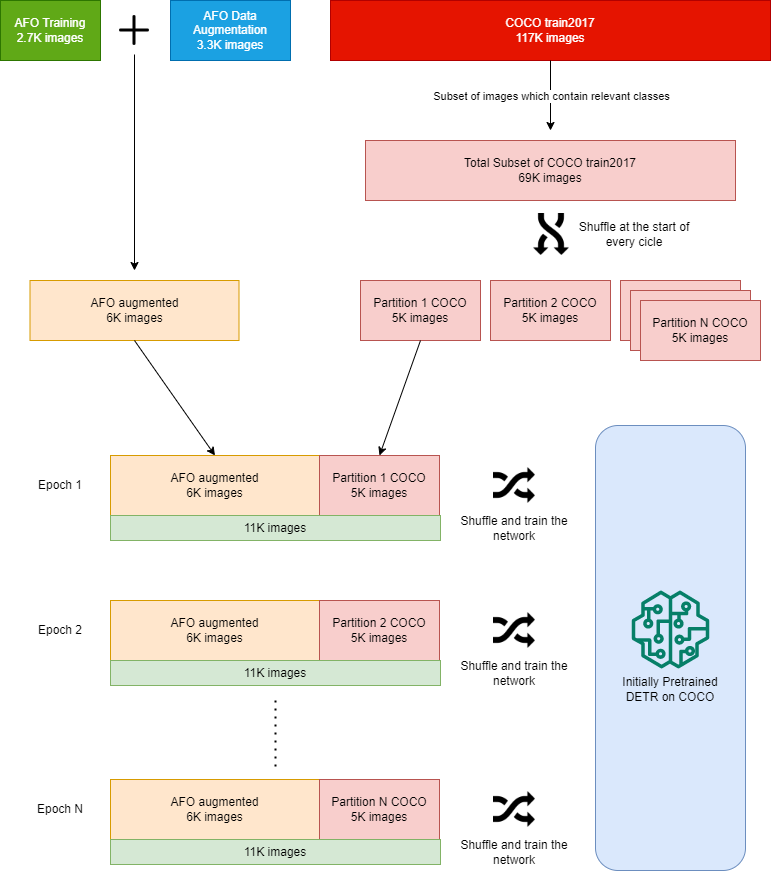 AFO Training
2.7K images
AFO Data
Augmentation
3.3K images
COCO train2017
117K images
Subset of images which contain relevant classes
Total Subset of COCO train2017
69K images
Shuffle at the start of
every cicle
AFO augmented
6K images
Partition 1 COCO
5K images
Partition 2 COCO
5K images
Partition N COCO
5K images
Epoch 1
AFO augmented
6K images
Partition 1 COCO
5K images
11K images
Shuffle and train the
network
Epoch 2
AFO augmented
6K images
Partition 2 COCO
5K images
11K images
Shuffle and train the
network
Initially Pretrained
DETR on COCO
Epoch N
AFO augmented
6K images
Partition N COCO
5K images
11K images
Shuffle and train the
network